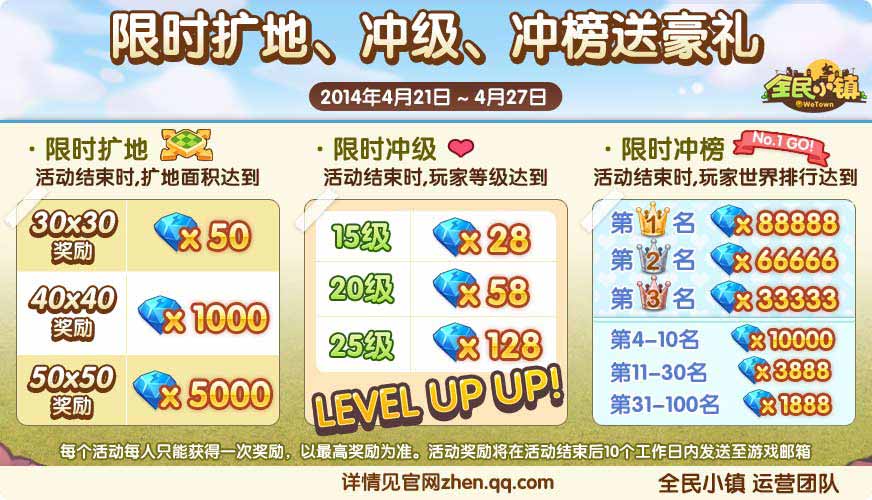 限时扩地、冲级、冲榜送豪礼
2014年4月21日 ~ 4月27日
全民小镇
WeTown
·限时扩地
活动结束时,扩地面积达到
30x30
奖励
x 50
40x40
奖励
x 1000
50x50
奖励
x 5000
·限时冲级
活动结束时,玩家等级达到
15级 x 28
20级 x 58
25级 x 128
LEVEL UP UP!
·限时冲榜
No.1 GO!
活动结束时,玩家世界排行达到
第1名 x 88888
第2名 x 66666
第3名 x 33333
第4-10名 x 10000
第11-30名 x 3888
第31-100名 x 1888
每个活动每人只能获得一次奖励，以最高奖励为准。活动奖励将在活动结束后10个工作日内发送至游戏邮箱
详情见官网zhen.qq.com
全民小镇 运营团队